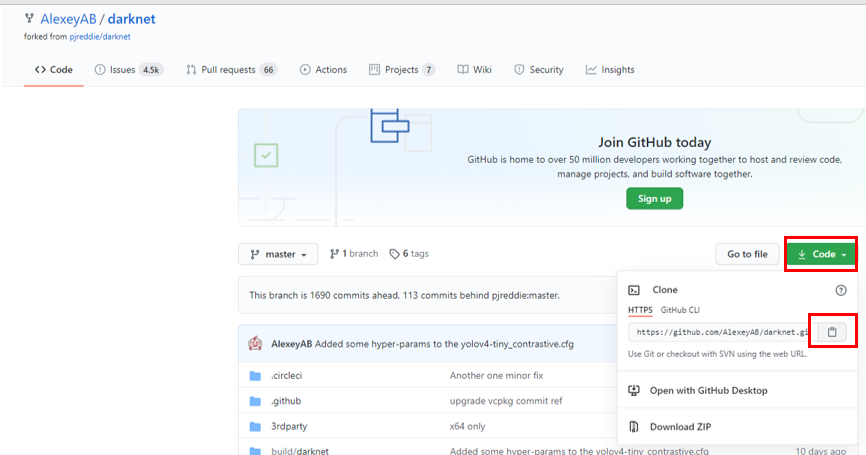 AlexeyAB / darknet
forked from pjreddie/darknet
Code Issues 4.5k Pull requests 66 Actions Projects 7 Wiki Security Insights
Join GitHub today
GitHub is home to over 50 million developers working together to host and review code,
manage projects, and build software together.
Sign up
master 1 branch 6 tags Go to file Code
This branch is 1690 commits ahead, 113 commits behind pjreddie:master.
Clone
HTTPS GitHub CLI
https://github.com/AlexeyAB/darknet.gi
Use Git or checkout with SVN using the web URL.
Open with GitHub Desktop
Download ZIP
AlexeyAB Added some hyper-params to the yolov4-tiny_contrastive.cfg
.circleci Another one minor fix
.github upgrade vcpkg commit ref
3rdparty x64 only
build/darknet Added some hyper-params to the yolov4-tiny_contrastive.cfg 10 days ago